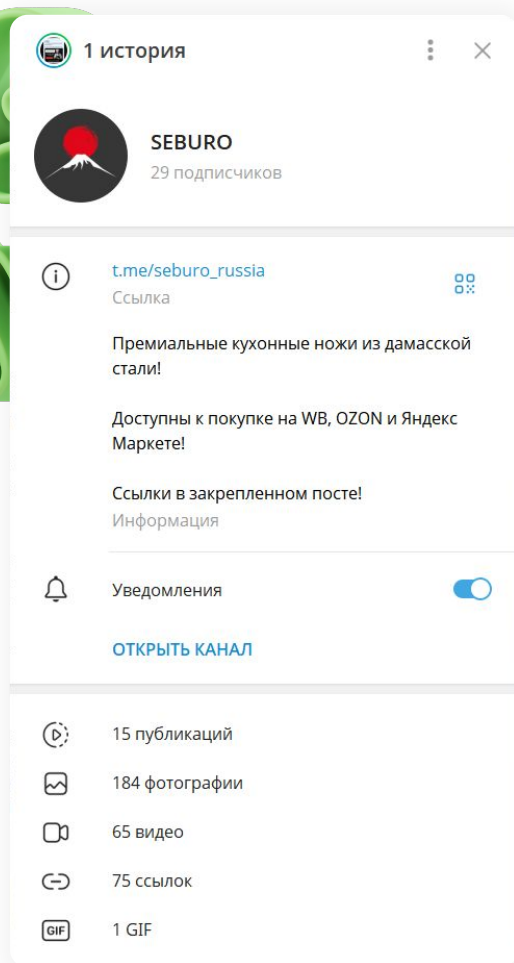 1 история
SEBURO
29 подписчиков
t.me/seburo_russia
Ссылка
Премиальные кухонные ножи из дамасской
стали!
Доступны к покупке на WB, OZON и Яндекс
Маркете!
Ссылки в закрепленном посте!
Информация
Уведомления
ОТКРЫТЬ КАНАЛ
15 публикаций
184 фотографии
65 видео
75 ссылок
GIF 1 GIF